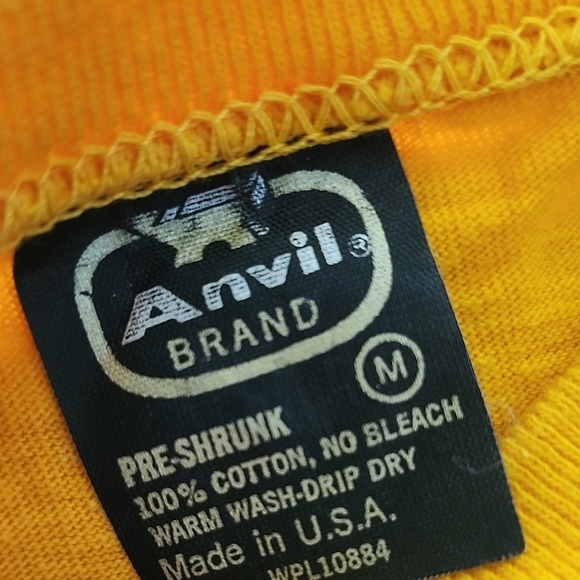 Anvil®
BRAND
M
PRE-SHRUNK
100% COTTON, NO BLEACH
WARM WASH-DRIP DRY
Made in U.S.A.
WPL10884